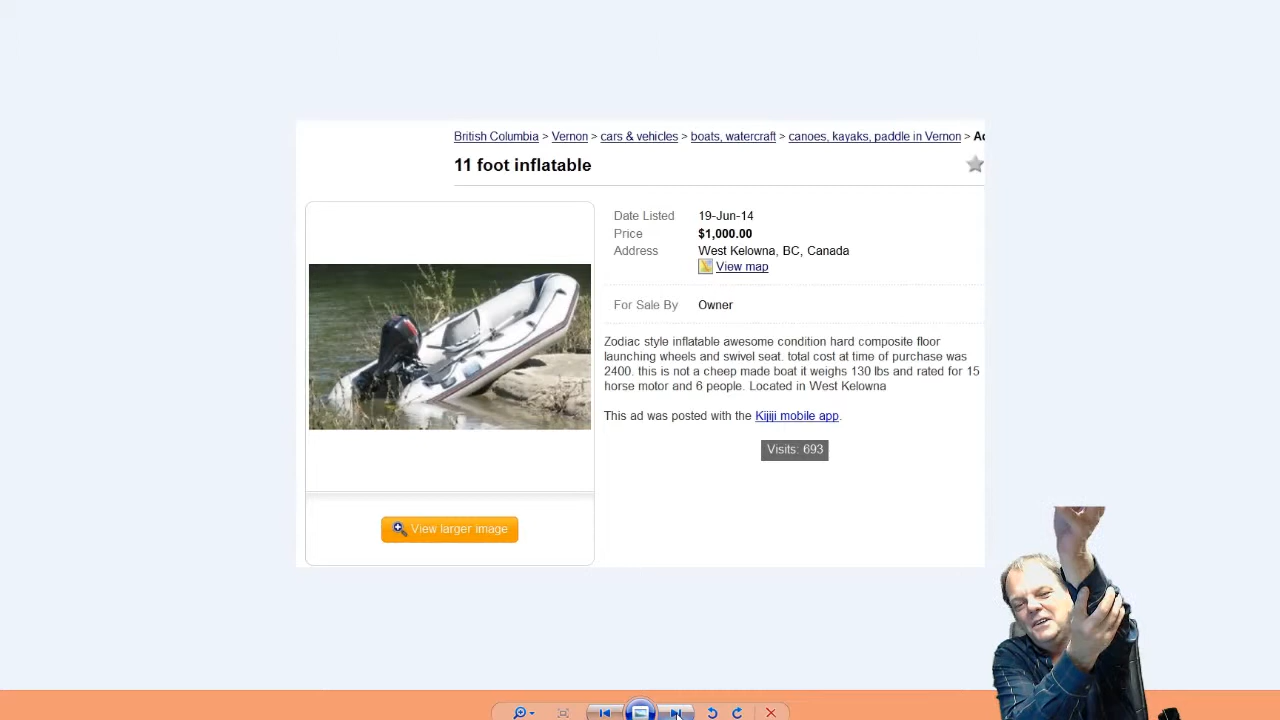 British Columbia > Vernon > cars & vehicles > boats, watercraft > canoes, kayaks, paddle in Vernon >
11 foot inflatable
Date Listed 19-Jun-14
Price $1,000.00
Address West Kelowna, BC, Canada
View map
For Sale By Owner
Zodiac style inflatable awesome condition hard composite floor
launching wheels and swivel seat. total cost at time of purchase was
2400. this is not a cheep made boat it weighs 130 lbs and rated for 15
horse motor and 6 people. Located in West Kelowna
This ad was posted with the Kijiji mobile app.
Visits: 693
View larger image